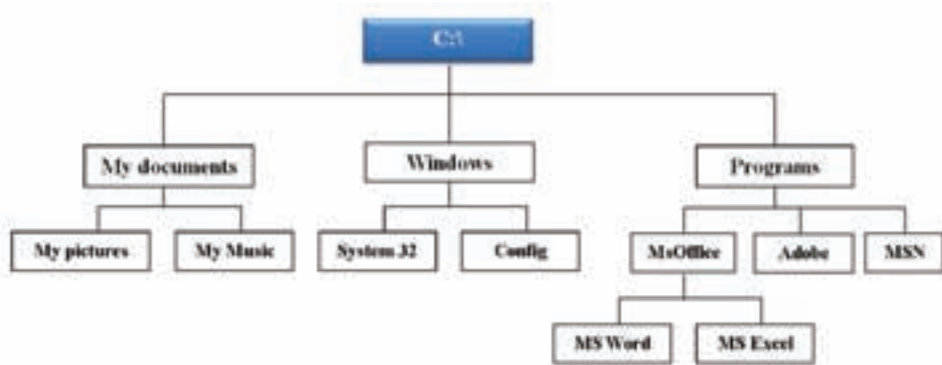 C:\
My documents
Windows
Programs
My pictures
My Music
System 32
Config
MsOffice
Adobe
MSN
MS Word
MS Excel